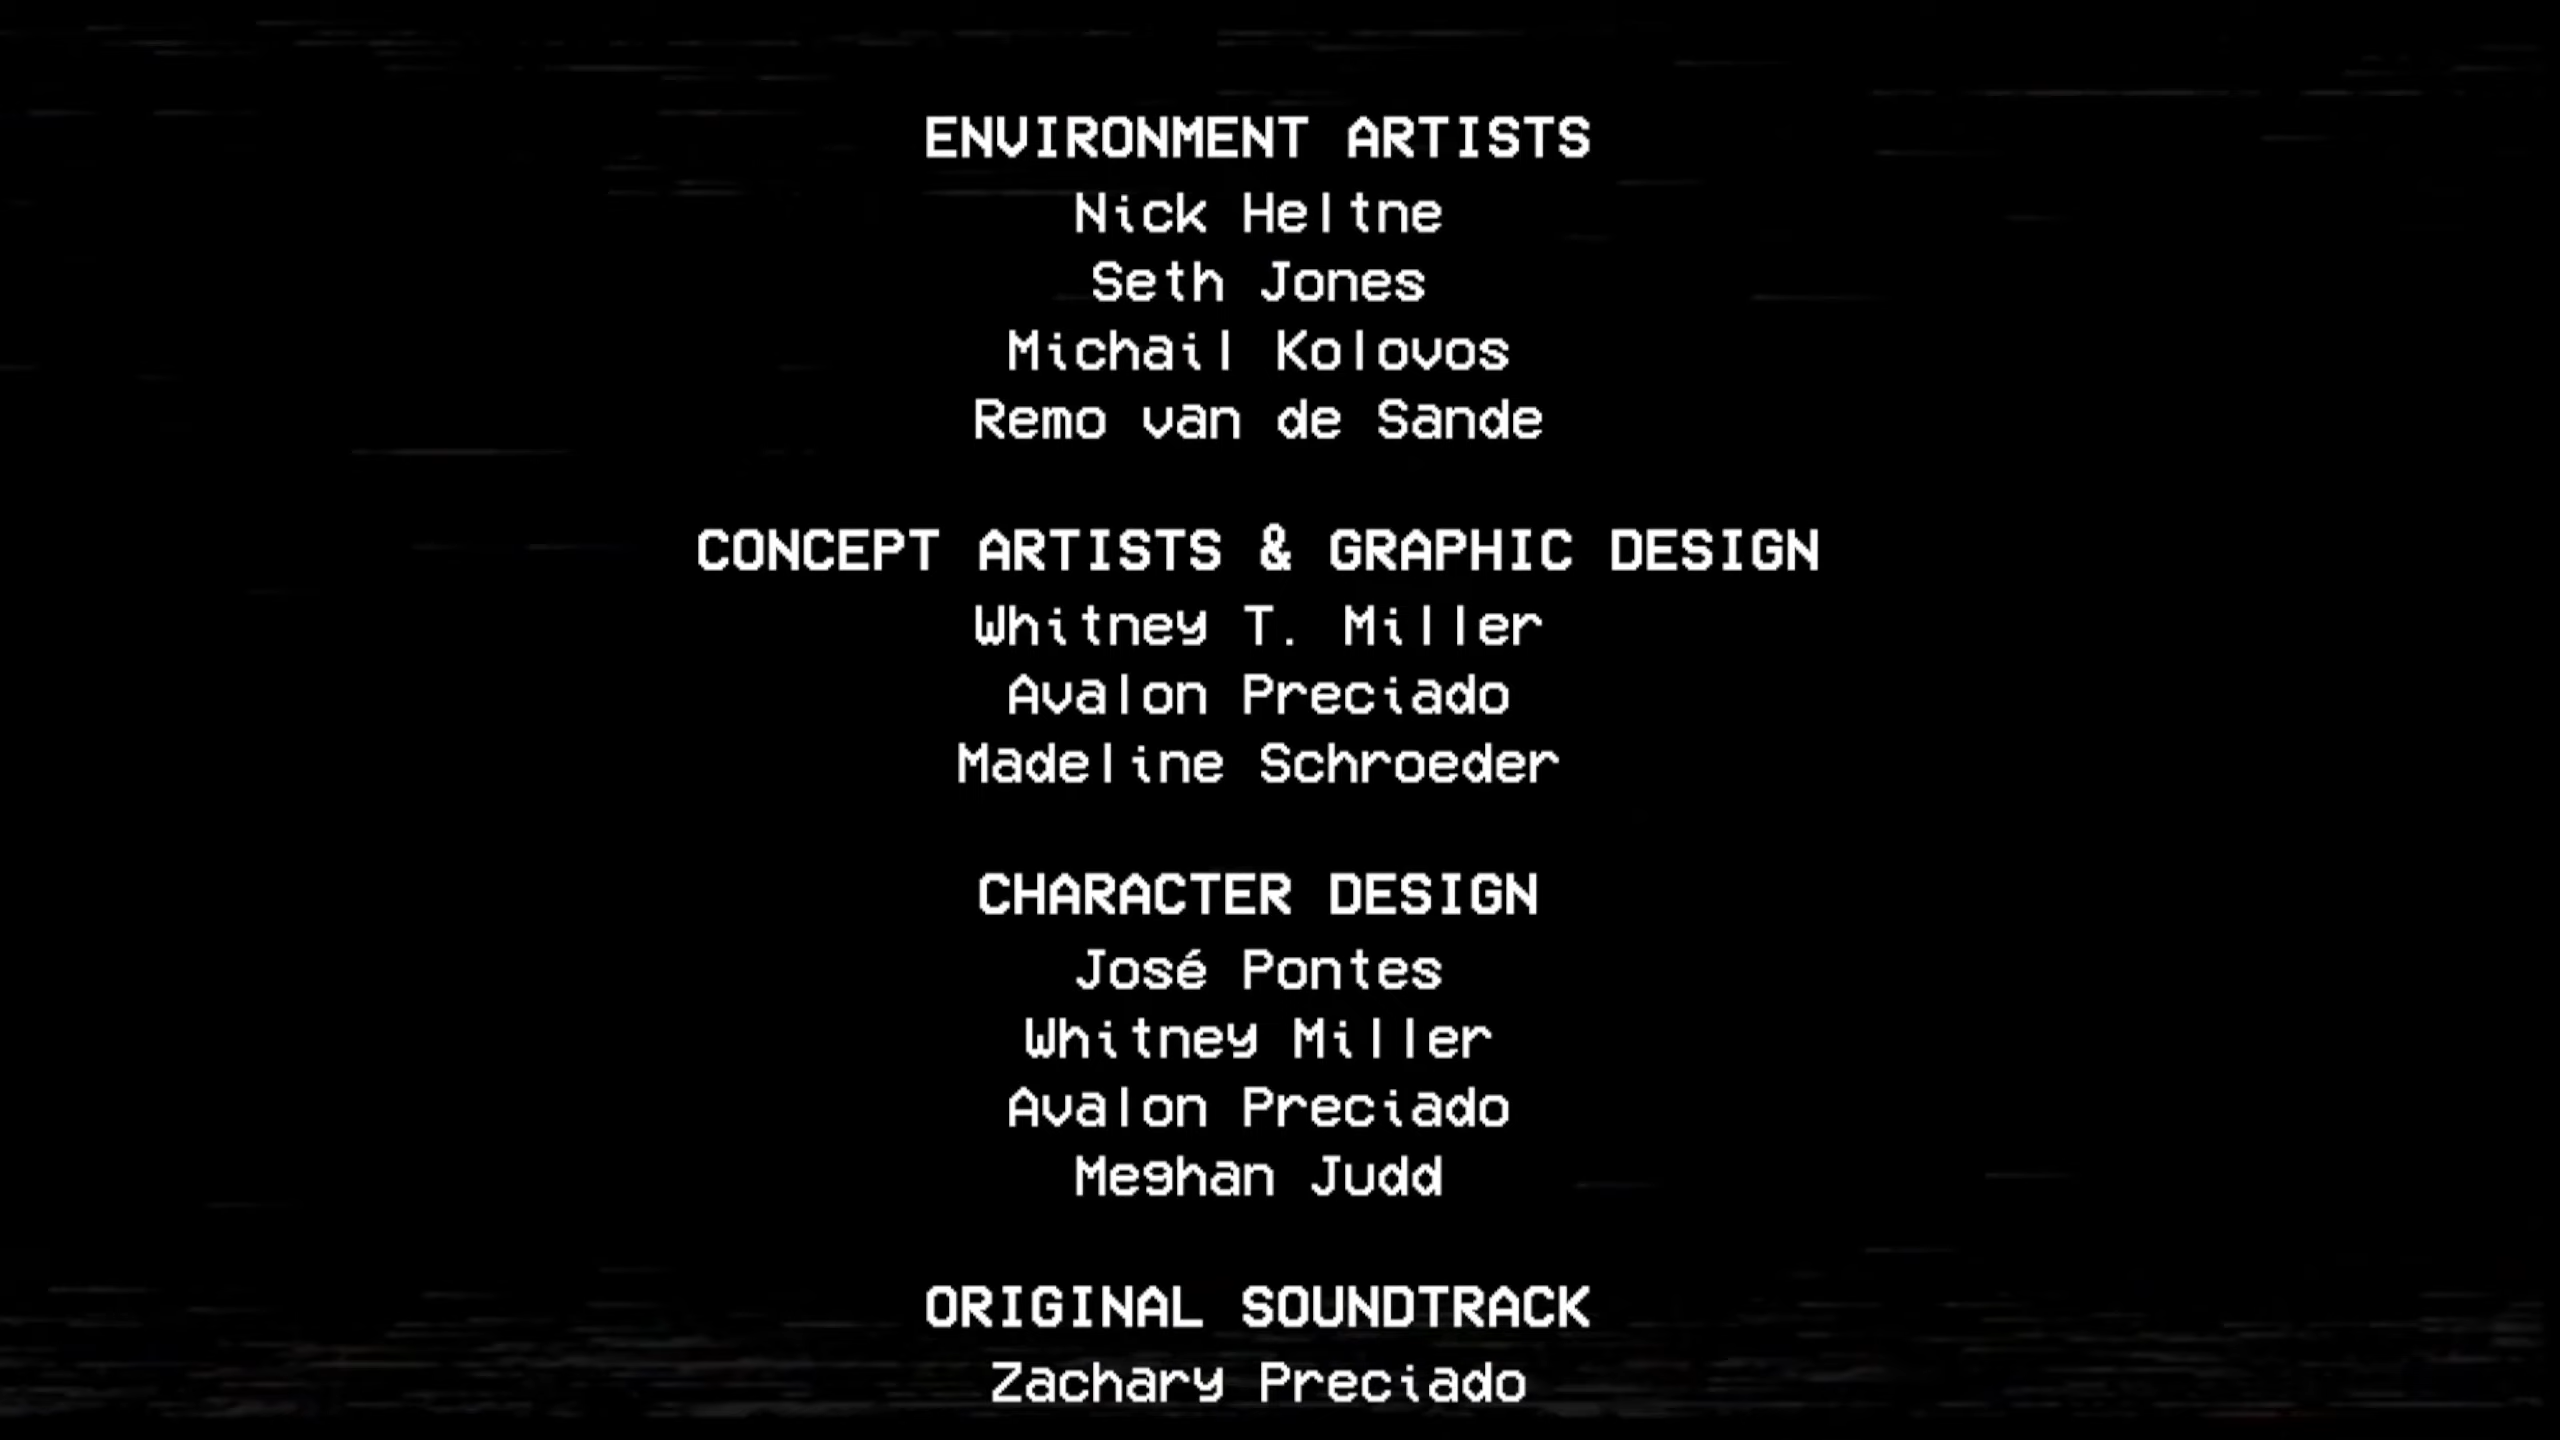 ENVIRONMENT ARTISTS
Nick Heltne
Seth Jones
Michail Kolovos
Remo van de Sande
CONCEPT ARTISTS & GRAPHIC DESIGN
Whitney T. Miller
Avalon Preciado
Madeline Schroeder
CHARACTER DESIGN
José Pontes
Whitney Miller
Avalon Preciado
Meghan Judd
ORIGINAL SOUNDTRACK
Zachary Preciado